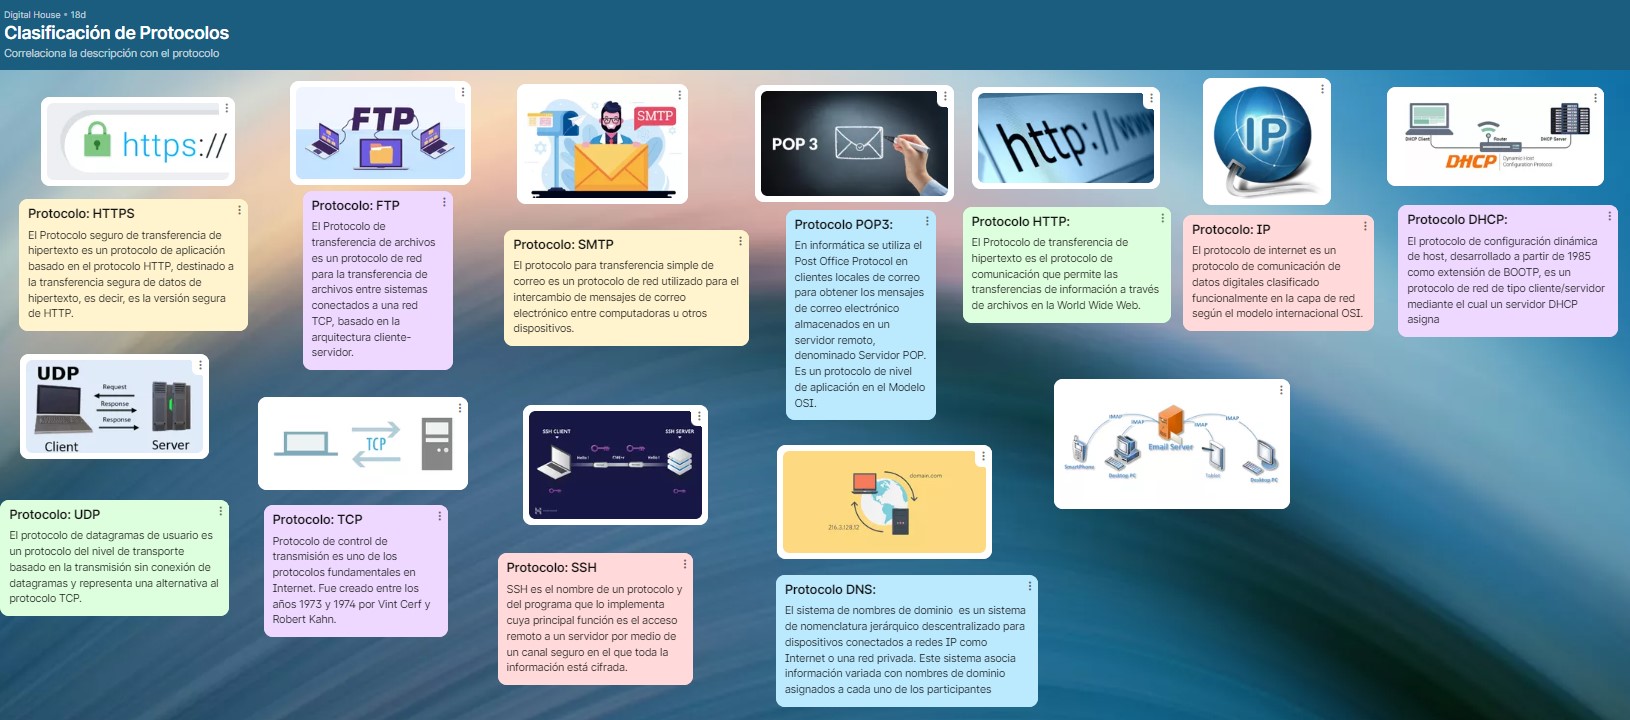 Digital House • 18d
Clasificación de Protocolos
Correlaciona la descripción con el protocolo
https://
Protocolo: HTTPS
El Protocolo seguro de transferencia de
hipertexto es un protocolo de aplicación
basado en el protocolo HTTP, destinado a
la transferencia segura de datos de
hipertexto, es decir, es la versión segura
de HTTP.
FTP
Protocolo: FTP
El Protocolo de
transferencia de archivos
es un protocolo de red
para la transferencia de
archivos entre sistemas
conectados a una red
TCP, basado en la
arquitectura cliente-
servidor.
SMTP
Protocolo: SMTP
El protocolo para transferencia simple de
correo es un protocolo de red utilizado para el
intercambio de mensajes de correo
electrónico entre computadoras u otros
dispositivos.
POP 3
Protocolo POP3:
En informática se utiliza el
Post Office Protocol en
clientes locales de correo
para obtener los mensajes
de correo electrónico
almacenados en un
servidor remoto,
denominado Servidor POP.
Es un protocolo de nivel
de aplicación en el Modelo
OSI.
http://www
Protocolo HTTP:
El Protocolo de transferencia de
hipertexto es el protocolo de
comunicación que permite las
transferencias de información a través
de archivos en la World Wide Web.
IP
Protocolo: IP
El protocolo de internet es un
protocolo de comunicación de
datos digitales clasificado
funcionalmente en la capa de red
según el modelo internacional OSI.
DHCP Client
Router
DHCP Server
DHCP
Dynamic Host
Configuration Protocol
Protocolo DHCP:
El protocolo de configuración dinámica
de host, desarrollado a partir de 1985
como extensión de BOOTP, es un
protocolo de red de tipo cliente/servidor
mediante el cual un servidor DHCP
asigna
UDP
Request
Response
Response
Client
Server
Protocolo: UDP
El protocolo de datagramas de usuario es
un protocolo del nivel de transporte
basado en la transmisión sin conexión de
datagramas y representa una alternativa al
protocolo TCP.
TCP
Protocolo: TCP
Protocolo de control de
transmisión es uno de los
protocolos fundamentales en
Internet. Fue creado entre los
años 1973 y 1974 por Vint Cerf y
Robert Kahn.
SSH CLIENT
SSH SERVER
Protocolo: SSH
SSH es el nombre de un protocolo y
del programa que lo implementa
cuya principal función es el acceso
remoto a un servidor por medio de
un canal seguro en el que toda la
información está cifrada.
domain.com
216.3.128.12
Protocolo DNS:
El sistema de nombres de dominio es un sistema
de nomenclatura jerárquico descentralizado para
dispositivos conectados a redes IP como
Internet o una red privada. Este sistema asocia
información variada con nombres de dominio
asignados a cada uno de los participantes
IMAP
IMAP
IMAP
IMAP
Email Server
SmartPhone
Desktop PC
Tablet
Desktop PC